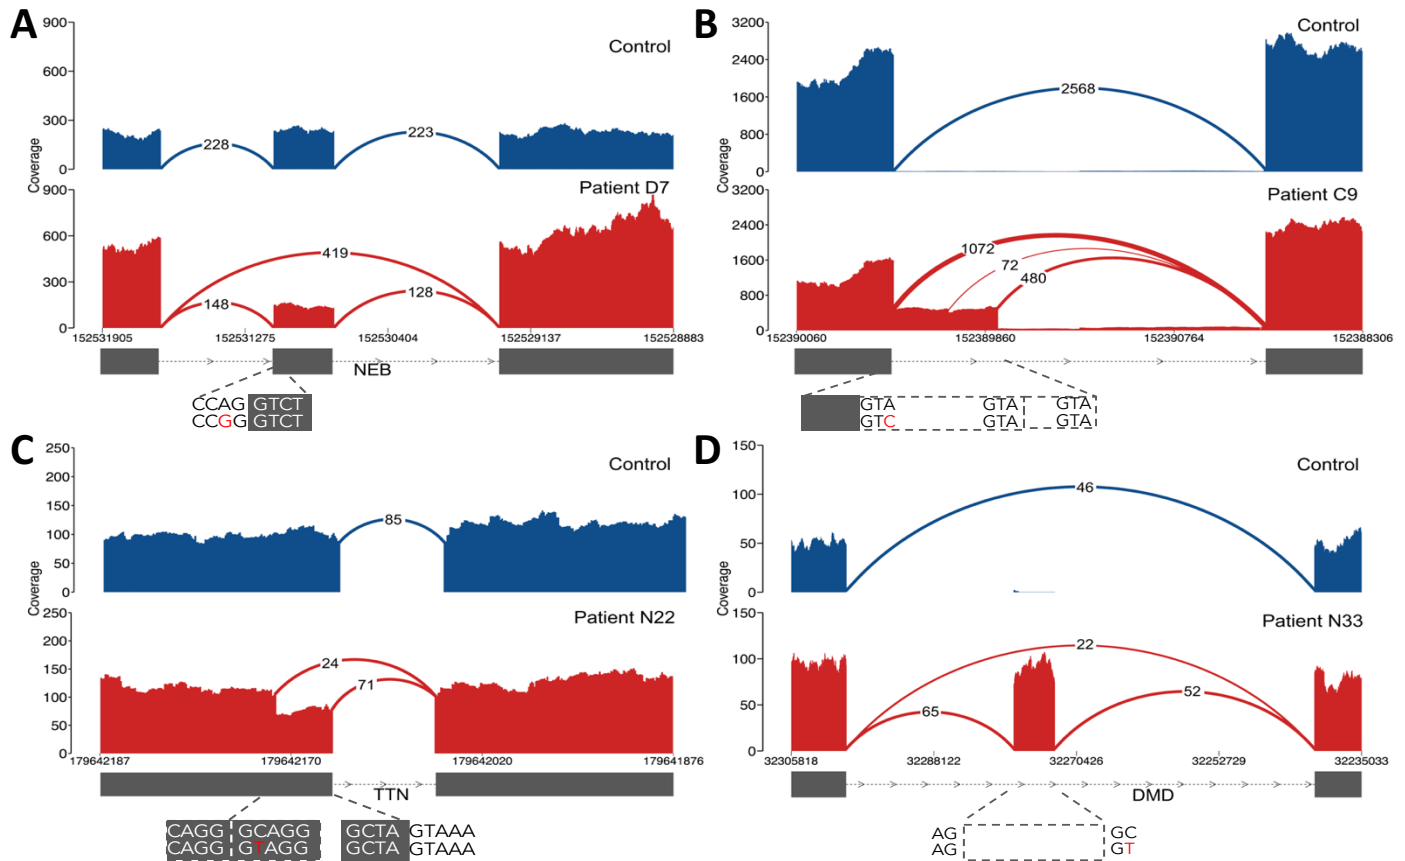 A
900
Control
600
300
228
223
0
Coverage
900
Patient D7
600
419
300
148
128
0
152531905
152531275
152530404
152529137
152528883
NEB
CCAG GTCT
CCGG GTCT
B
3200
Control
2400
2568
1600
800
0
Coverage
3200
Patient C9
2400
1072
72
1600
480
800
0
152390060
152389860
152390764
152388306
GTA GTA GTA
GTC GTA GTA
C
250
Control
200
150
85
100
50
0
Coverage
250
Patient N22
200
24
150
71
100
50
0
179642187
179642170
179642020
179641876
TTN
CAGG GCAGG GCTA GTAAA
CAGG GTAGG GCTA GTAAA
D
150
Control
46
100
50
0
Coverage
150
Patient N33
22
100
65
52
50
0
32305818
32288122
32270426
32252729
32235033
DMD
AG GC
AG GT